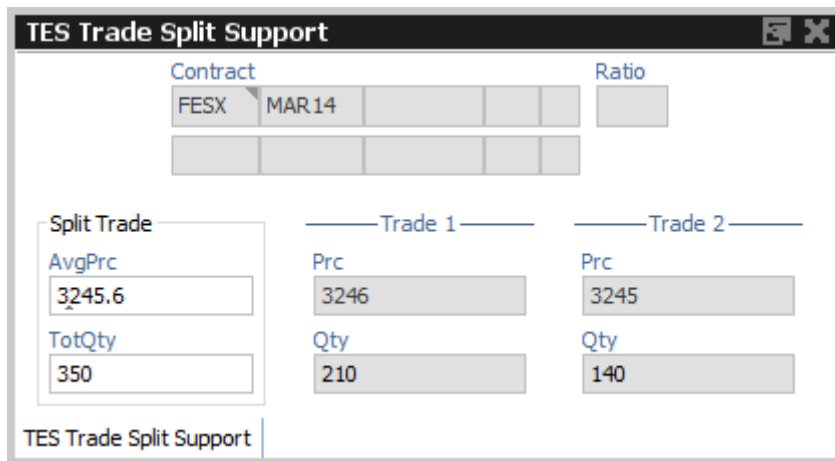 TES Trade Split Support
Contract Ratio
FESX MAR14
Split Trade Trade 1 Trade 2
AvgPrc Prc Prc
3245.6 3246 3245
TotQty Qty Qty
350 210 140
TES Trade Split Support